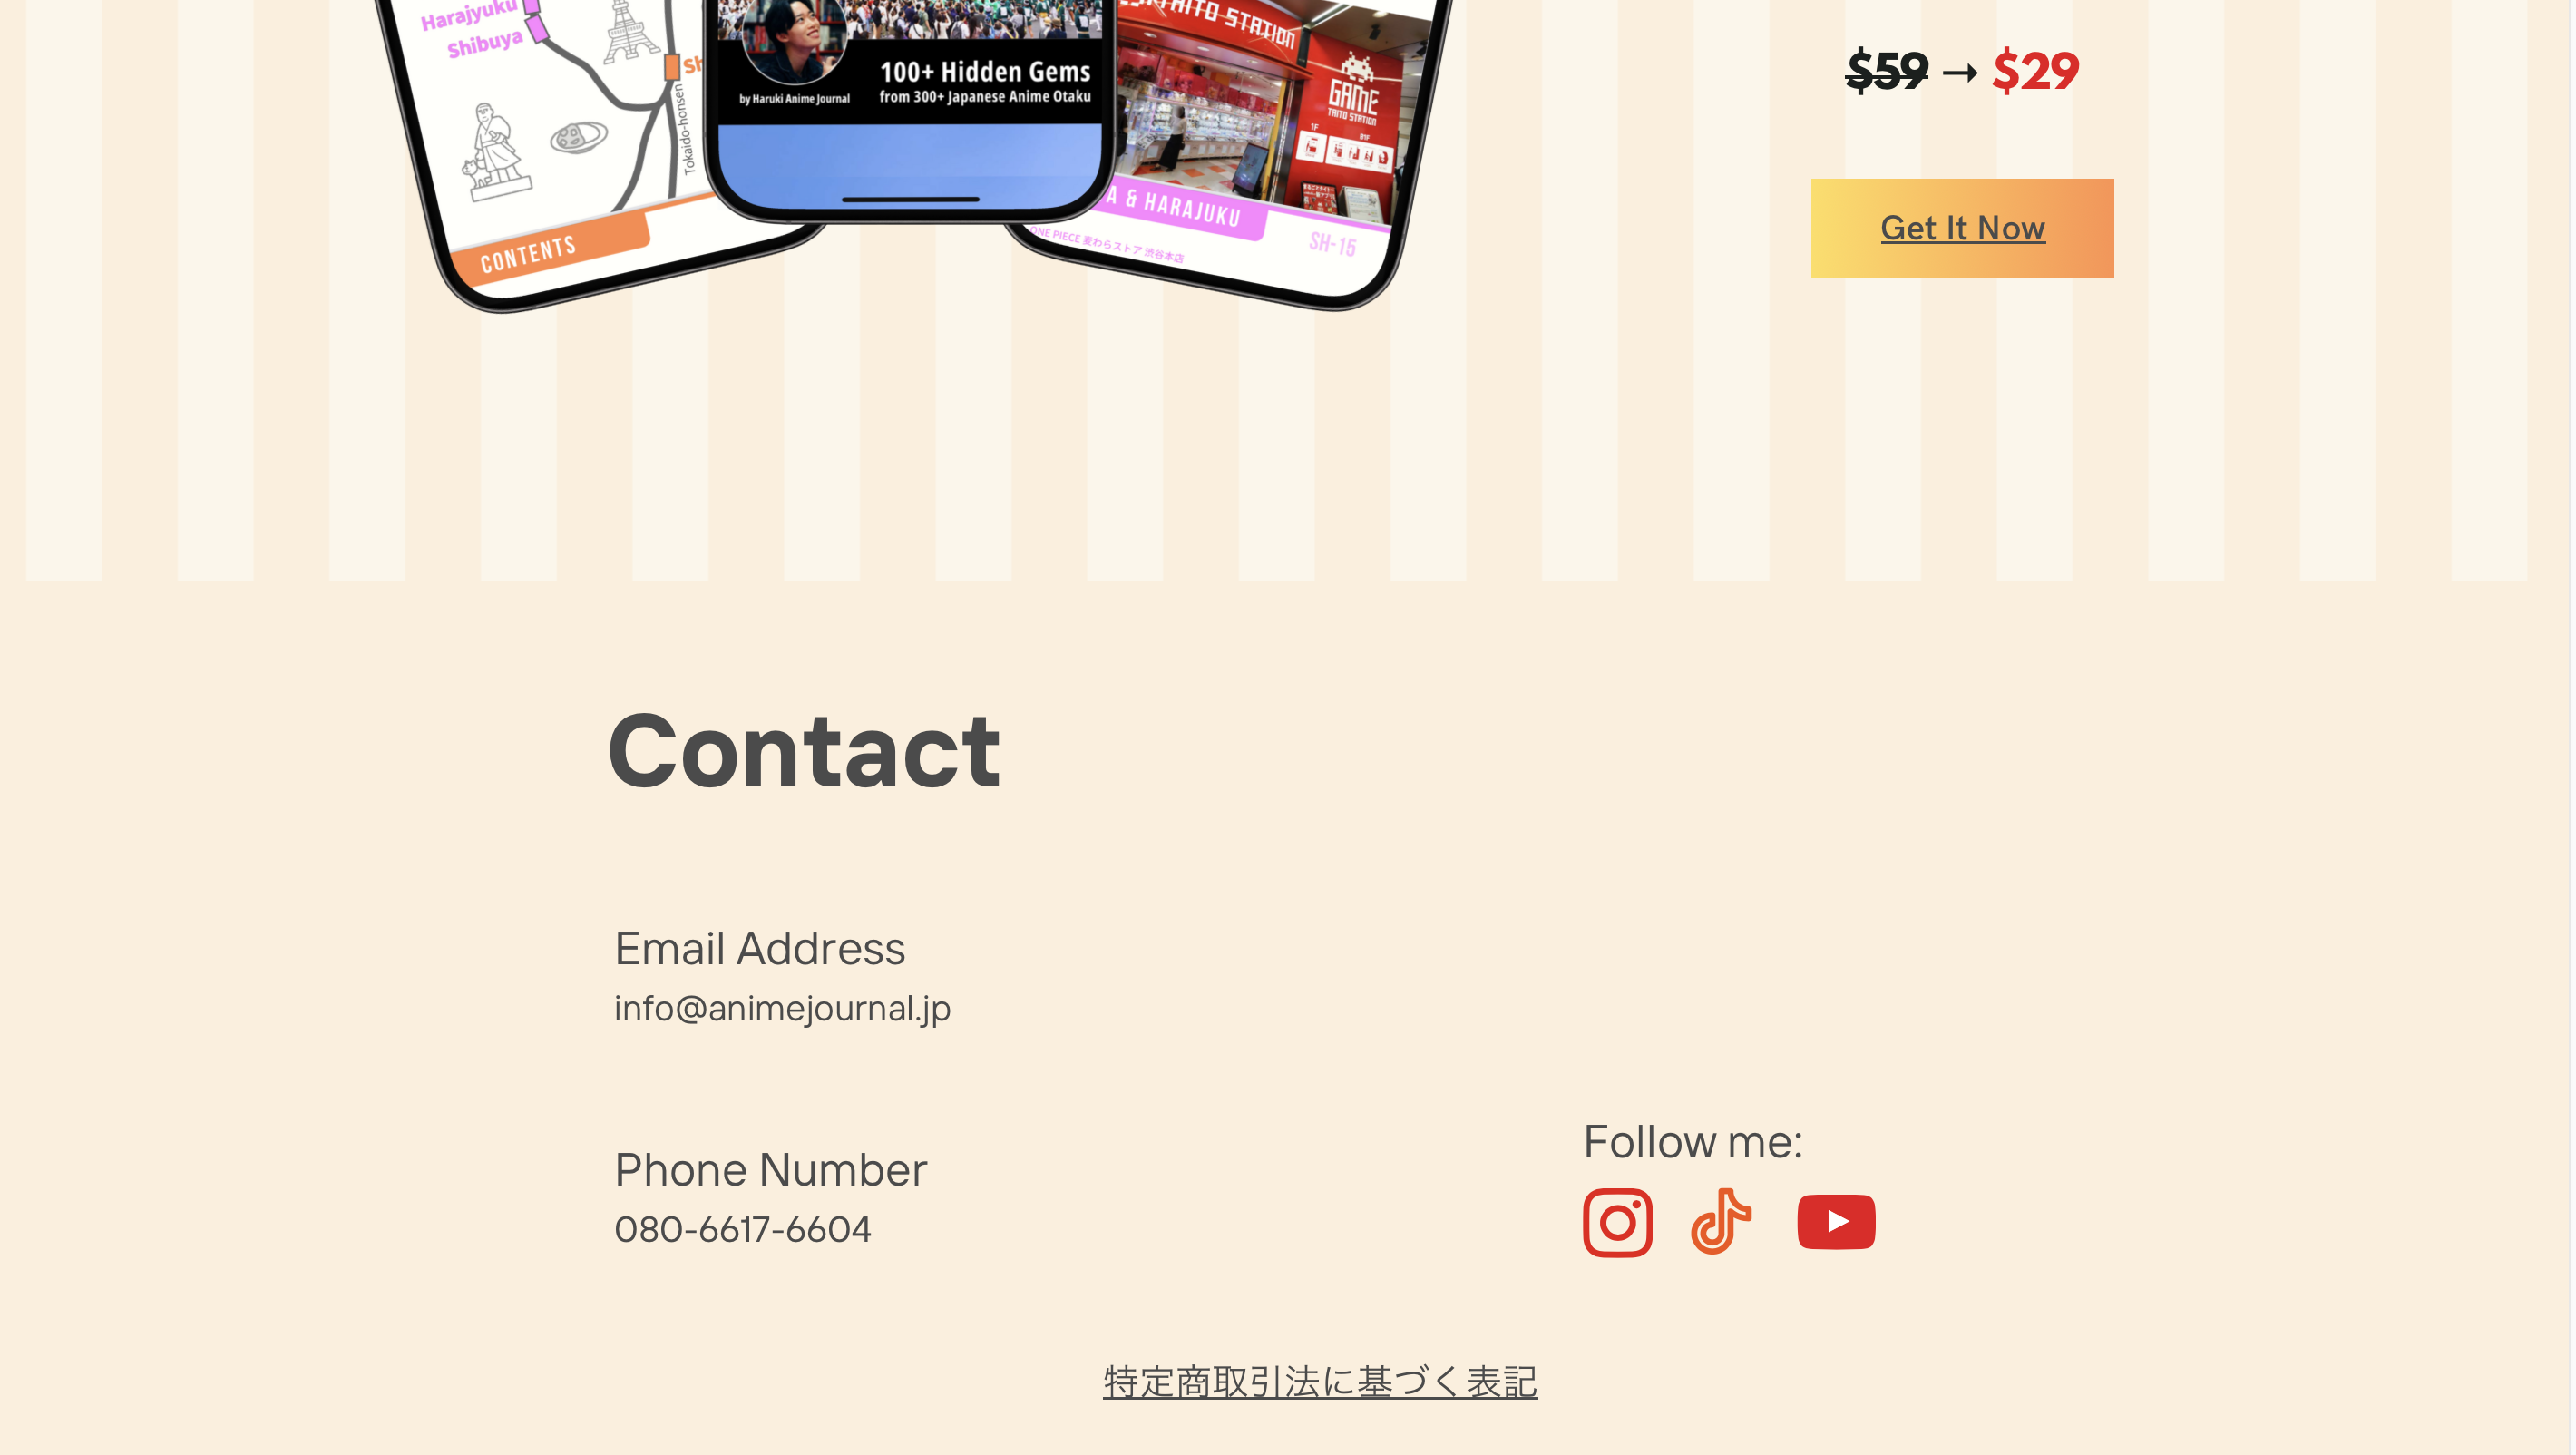 Harajyuku
Shibuya
Tokaido-honsen
CONTENTS
100+ Hidden Gems
by Haruki Anime Journal
from 300+ Japanese Anime Otaku
TAITO STATION
GAME
TAITO STATION
1F
B1F
A & HARAJUKU
SH-15
ONE PIECE 麦わらストア 渋谷本店
$59 → $29
Get It Now
Contact
Email Address
info@animejournal.jp
Phone Number
080-6617-6604
Follow me:
特定商取引法に基づく表記